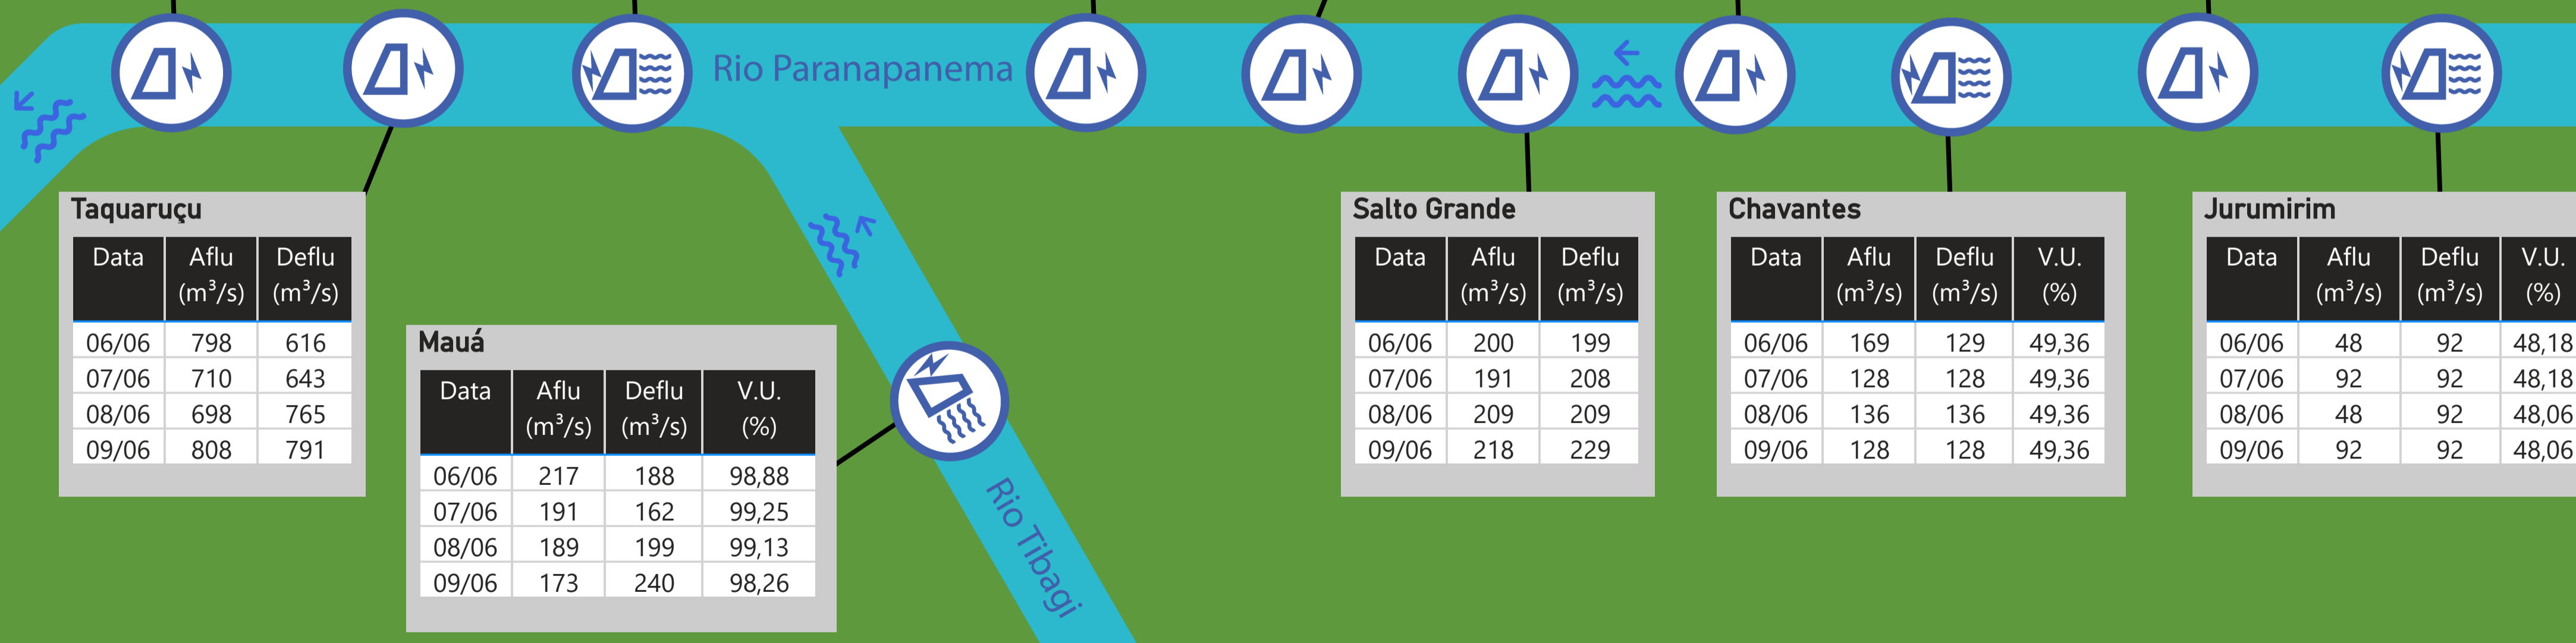 Rio Paranapanema
Taquaruçu
Data Aflu (m³/s) Deflu (m³/s)
06/06 798 616
07/06 710 643
08/06 698 765
09/06 808 791
Mauá
Data Aflu (m³/s) Deflu (m³/s) V.U. (%)
06/06 217 188 98,88
07/06 191 162 99,25
08/06 189 199 99,13
09/06 173 240 98,26
Rio Tibagi
Salto Grande
Data Aflu (m³/s) Deflu (m³/s)
06/06 200 199
07/06 191 208
08/06 209 209
09/06 218 229
Chavantes
Data Aflu (m³/s) Deflu (m³/s) V.U. (%)
06/06 169 129 49,36
07/06 128 128 49,36
08/06 136 136 49,36
09/06 128 128 49,36
Jurumirim
Data Aflu (m³/s) Deflu (m³/s) V.U. (%)
06/06 48 92 48,18
07/06 92 92 48,18
08/06 48 92 48,06
09/06 92 92 48,06